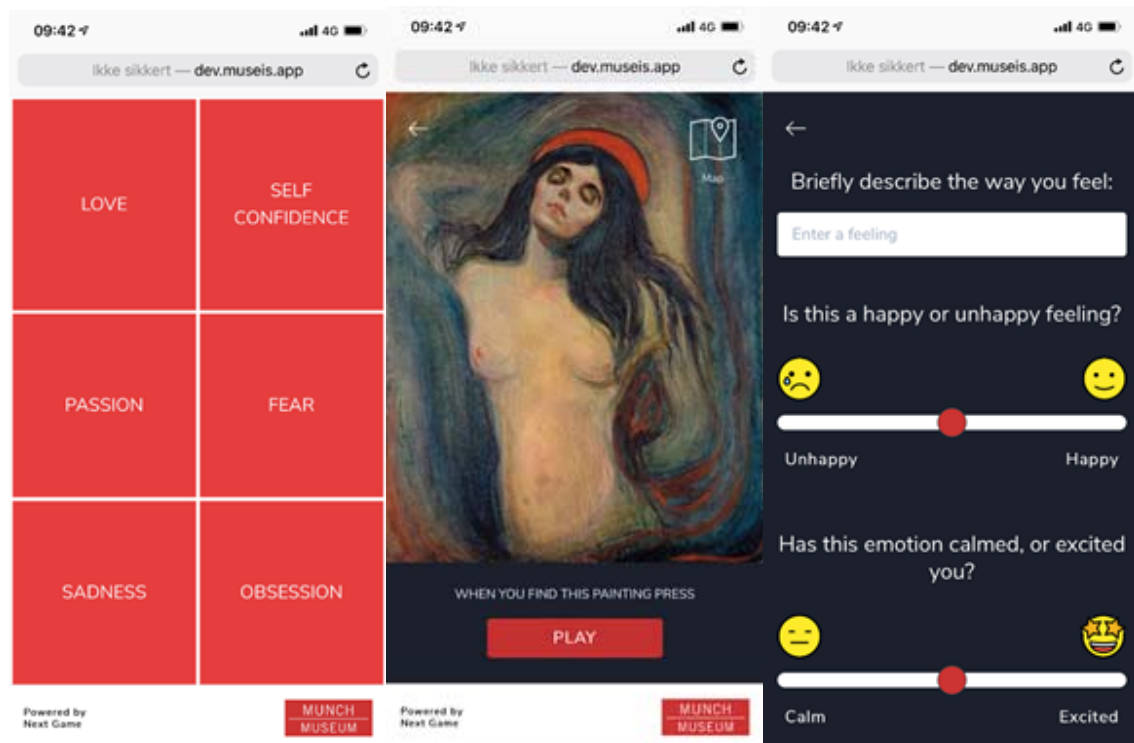 09:42
4G
Ikke sikkert — dev.museis.app
LOVE
SELF
CONFIDENCE
PASSION
FEAR
SADNESS
OBSESSION
Powered by
Next Game
MUNCH
MUSEUM
09:42
4G
Ikke sikkert — dev.museis.app
Map
WHEN YOU FIND THIS PAINTING PRESS
PLAY
Powered by
Next Game
MUNCH
MUSEUM
09:42
4G
Ikke sikkert — dev.museis.app
Briefly describe the way you feel:
Enter a feeling
Is this a happy or unhappy feeling?
Unhappy
Happy
Has this emotion calmed, or excited
you?
Calm
Excited